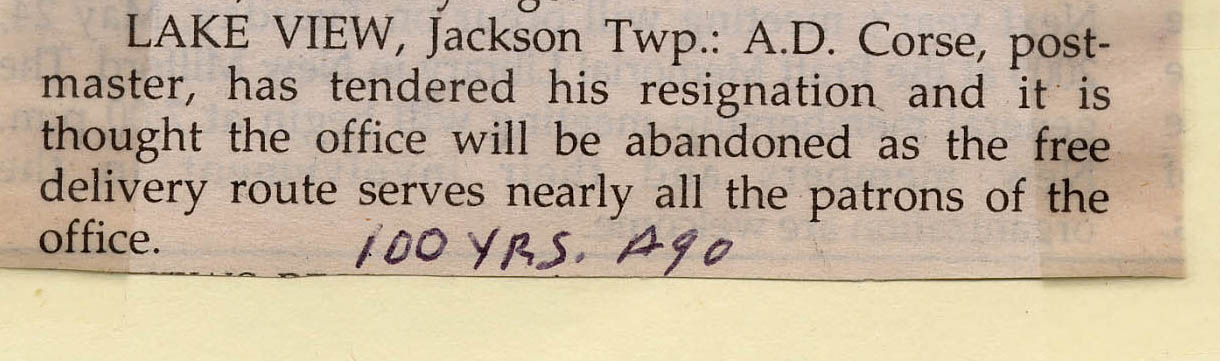 LAKE VIEW, Jackson Twp.: A.D. Corse, post-
master, has tendered his resignation and it is
thought the office will be abandoned as the free
delivery route serves nearly all the patrons of the
office. 100 YRS. AgO